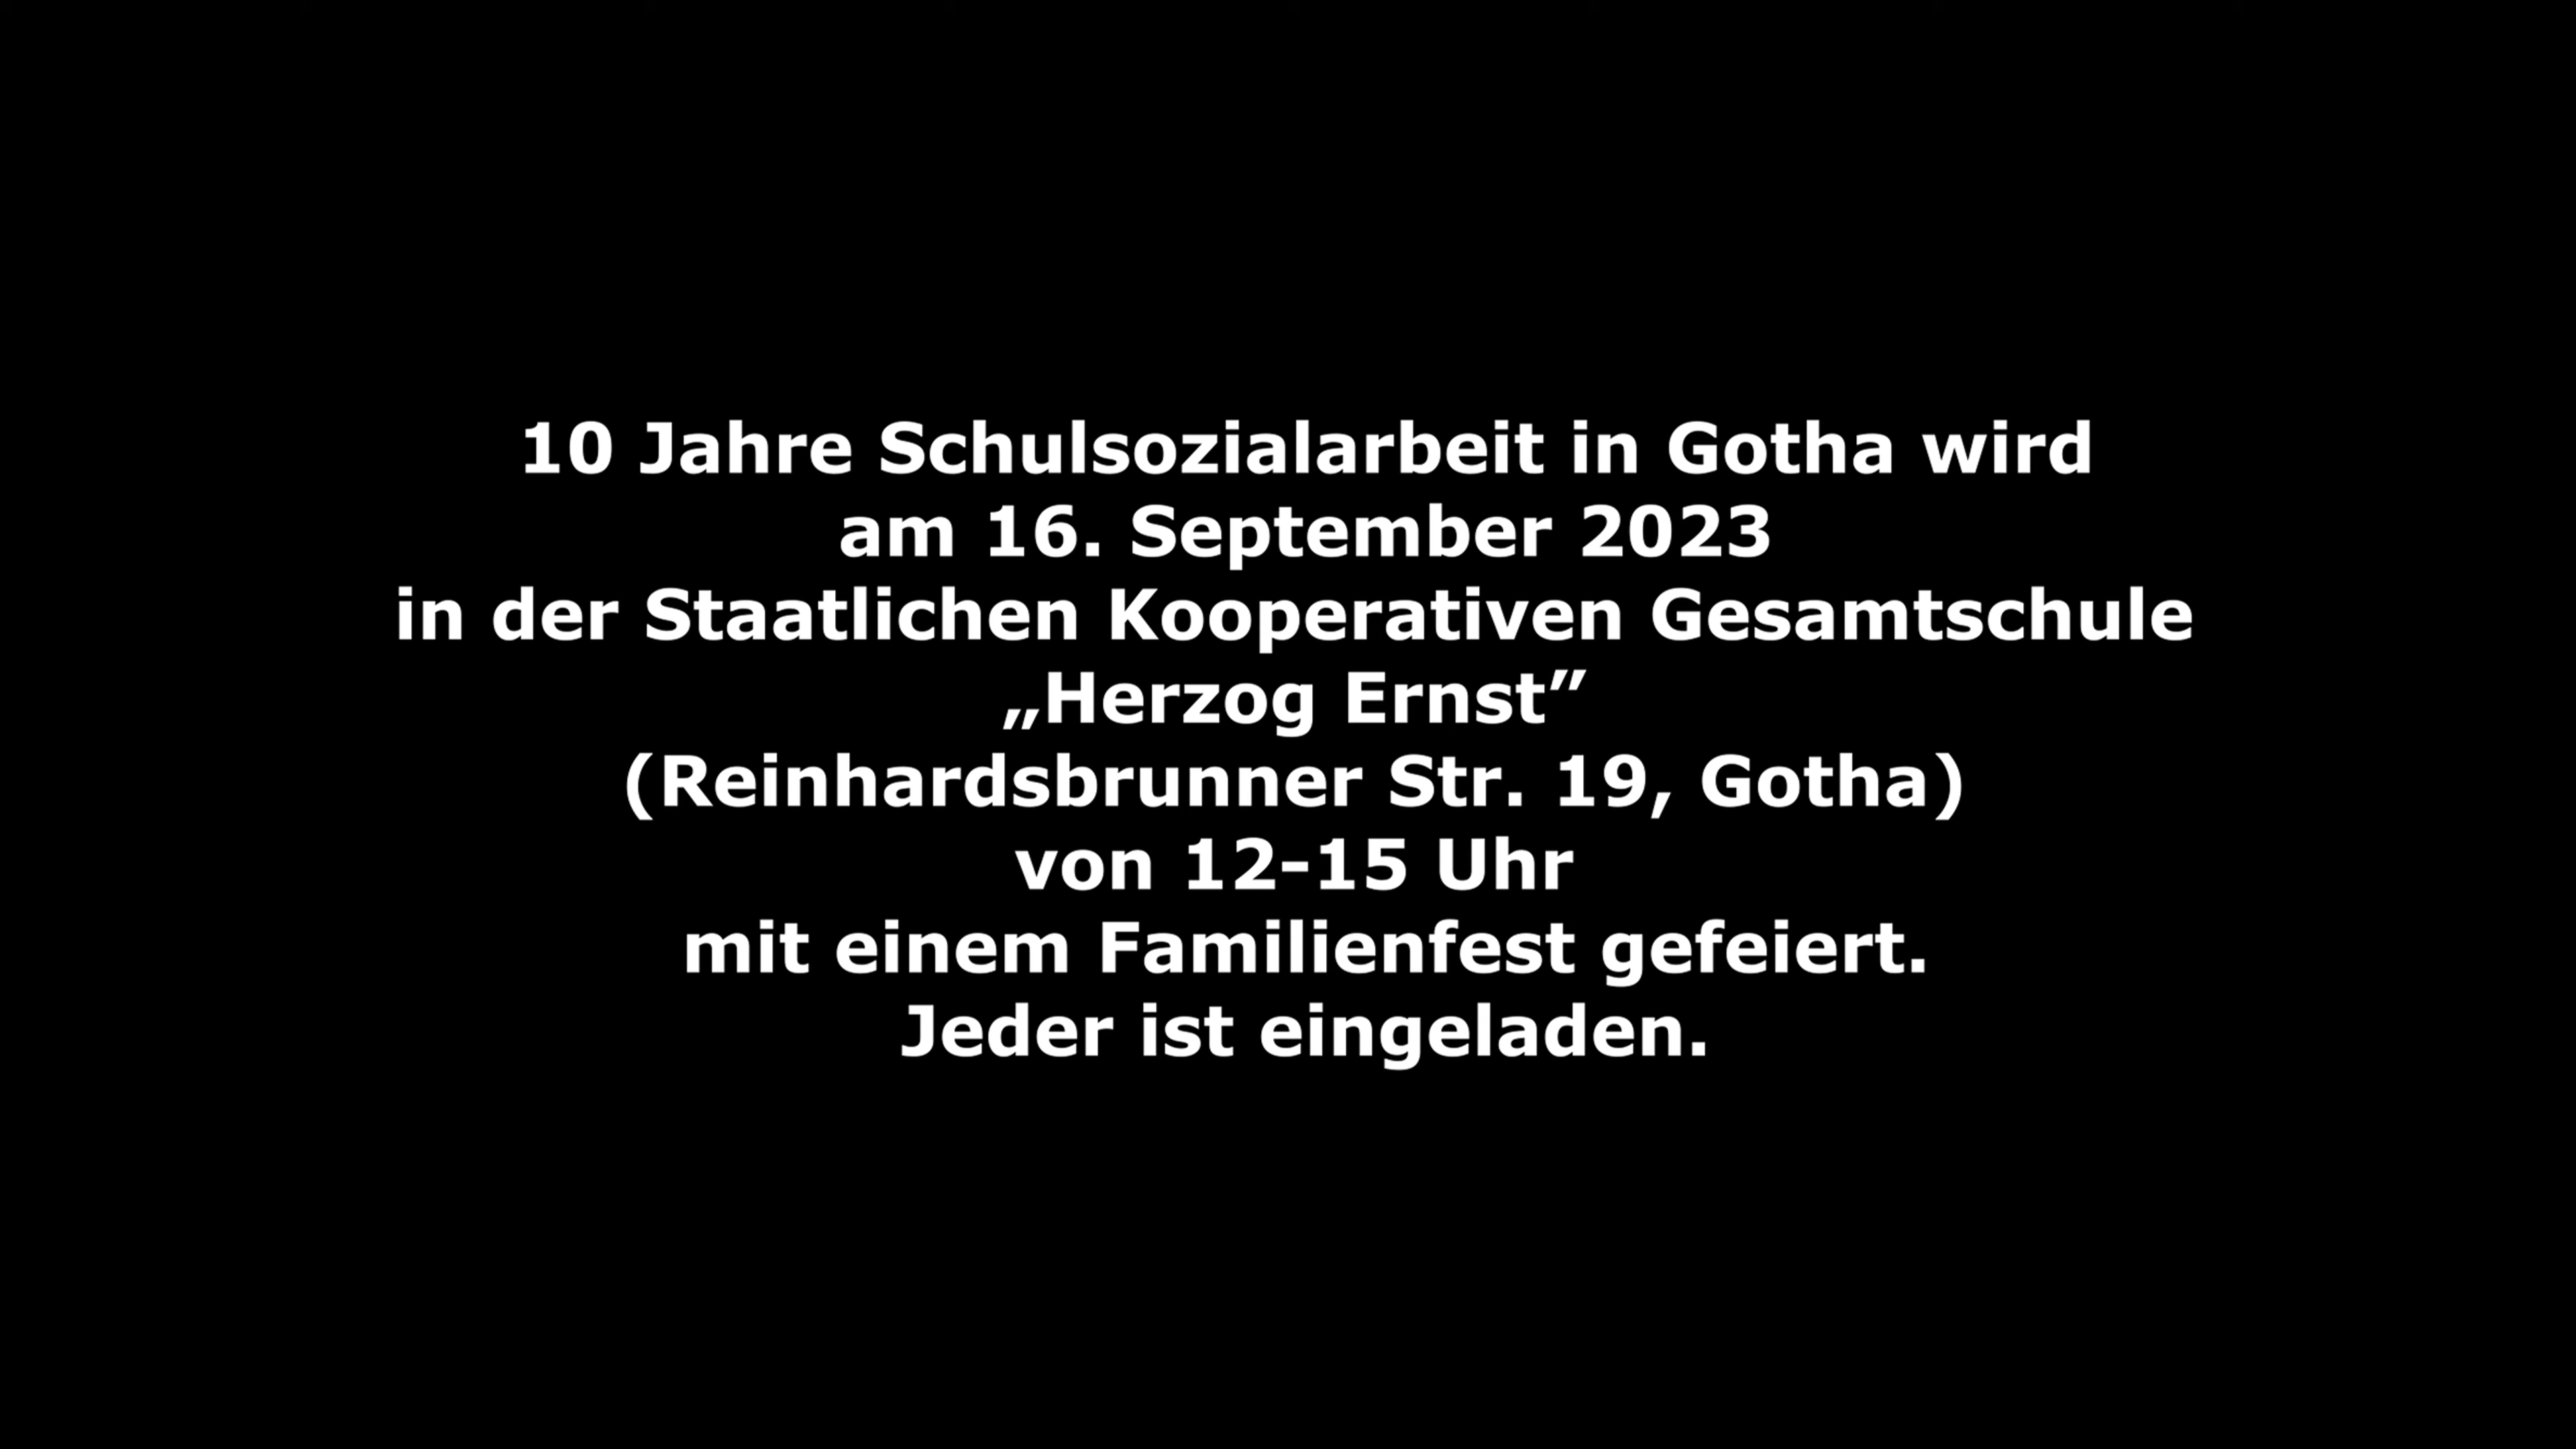 10 Jahre Schulsozialarbeit in Gotha wird
am 16. September 2023
in der Staatlichen Kooperativen Gesamtschule
„Herzog Ernst”
(Reinhardsbrunner Str. 19, Gotha)
von 12-15 Uhr
mit einem Familienfest gefeiert.
Jeder ist eingeladen.